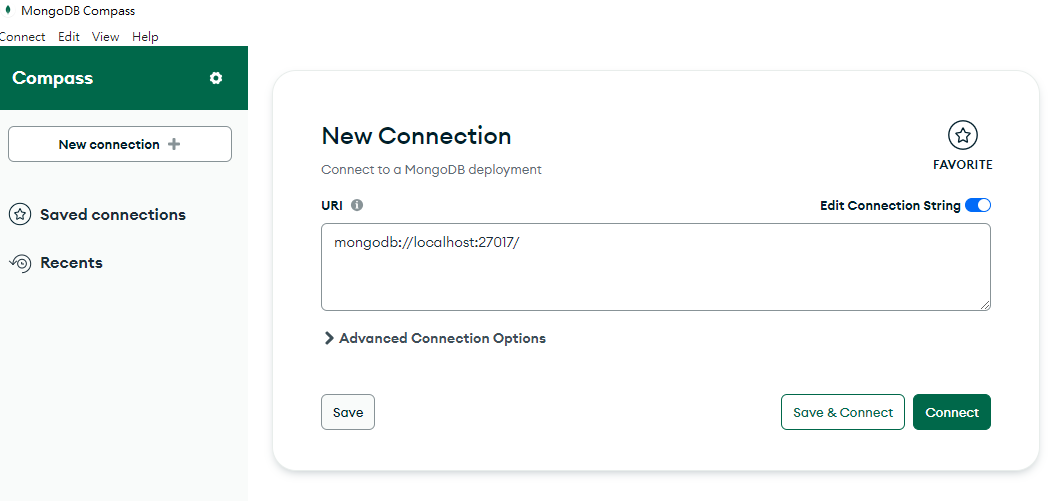 MongoDB Compass
Connect Edit View Help
Compass
New connection
Saved connections
Recents
New Connection
FAVORITE
Connect to a MongoDB deployment
URI
Edit Connection String
mongodb://localhost:27017/
Advanced Connection Options
Save
Save & Connect
Connect